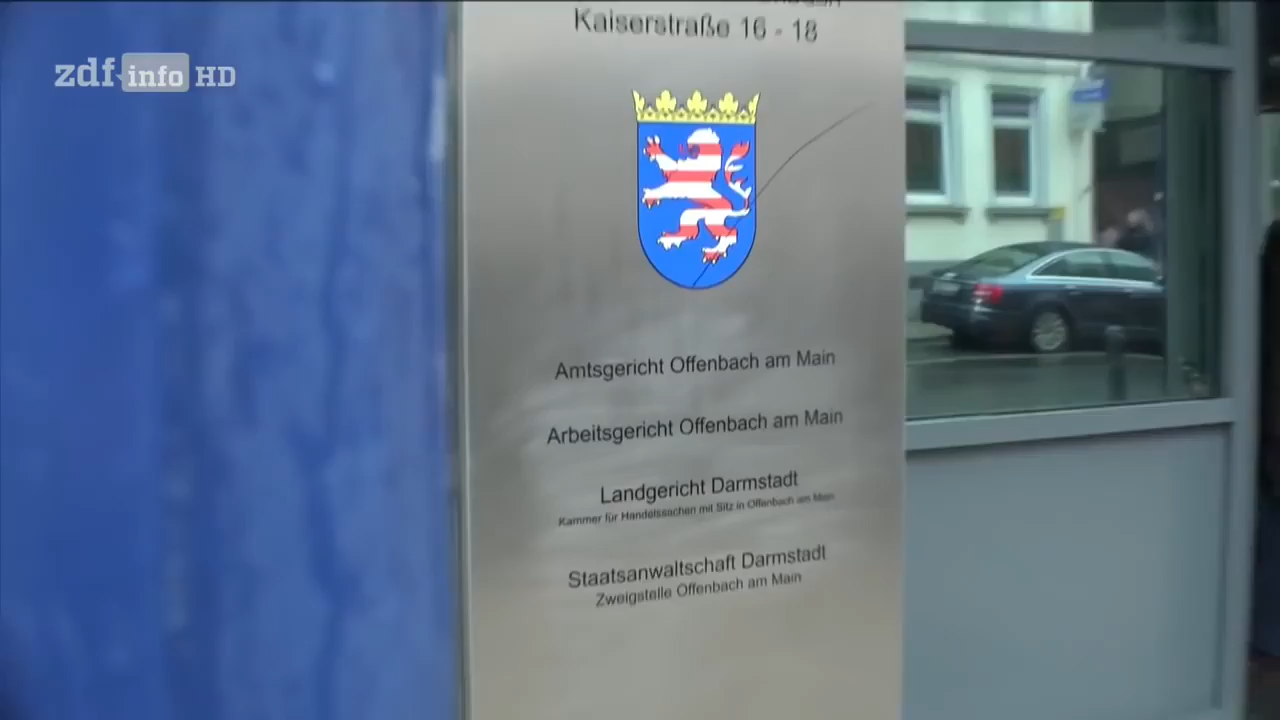 Kaiserstraße 16 - 18
zdf info HD
Amtsgericht Offenbach am Main
Arbeitsgericht Offenbach am Main
Landgericht Darmstadt
Kammer für Handelssachen mit Sitz in Offenbach am Main
Staatsanwaltschaft Darmstadt
Zweigstelle Offenbach am Main